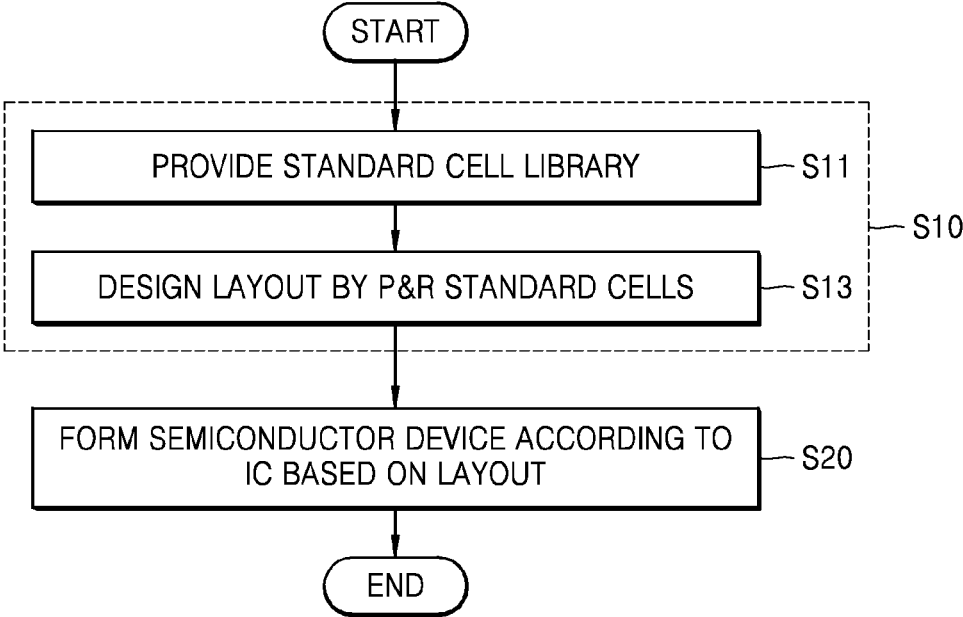 START
PROVIDE STANDARD CELL LIBRARY
S11
S10
DESIGN LAYOUT BY P&R STANDARD CELLS
S13
FORM SEMICONDUCTOR DEVICE ACCORDING TO
IC BASED ON LAYOUT
S20
END